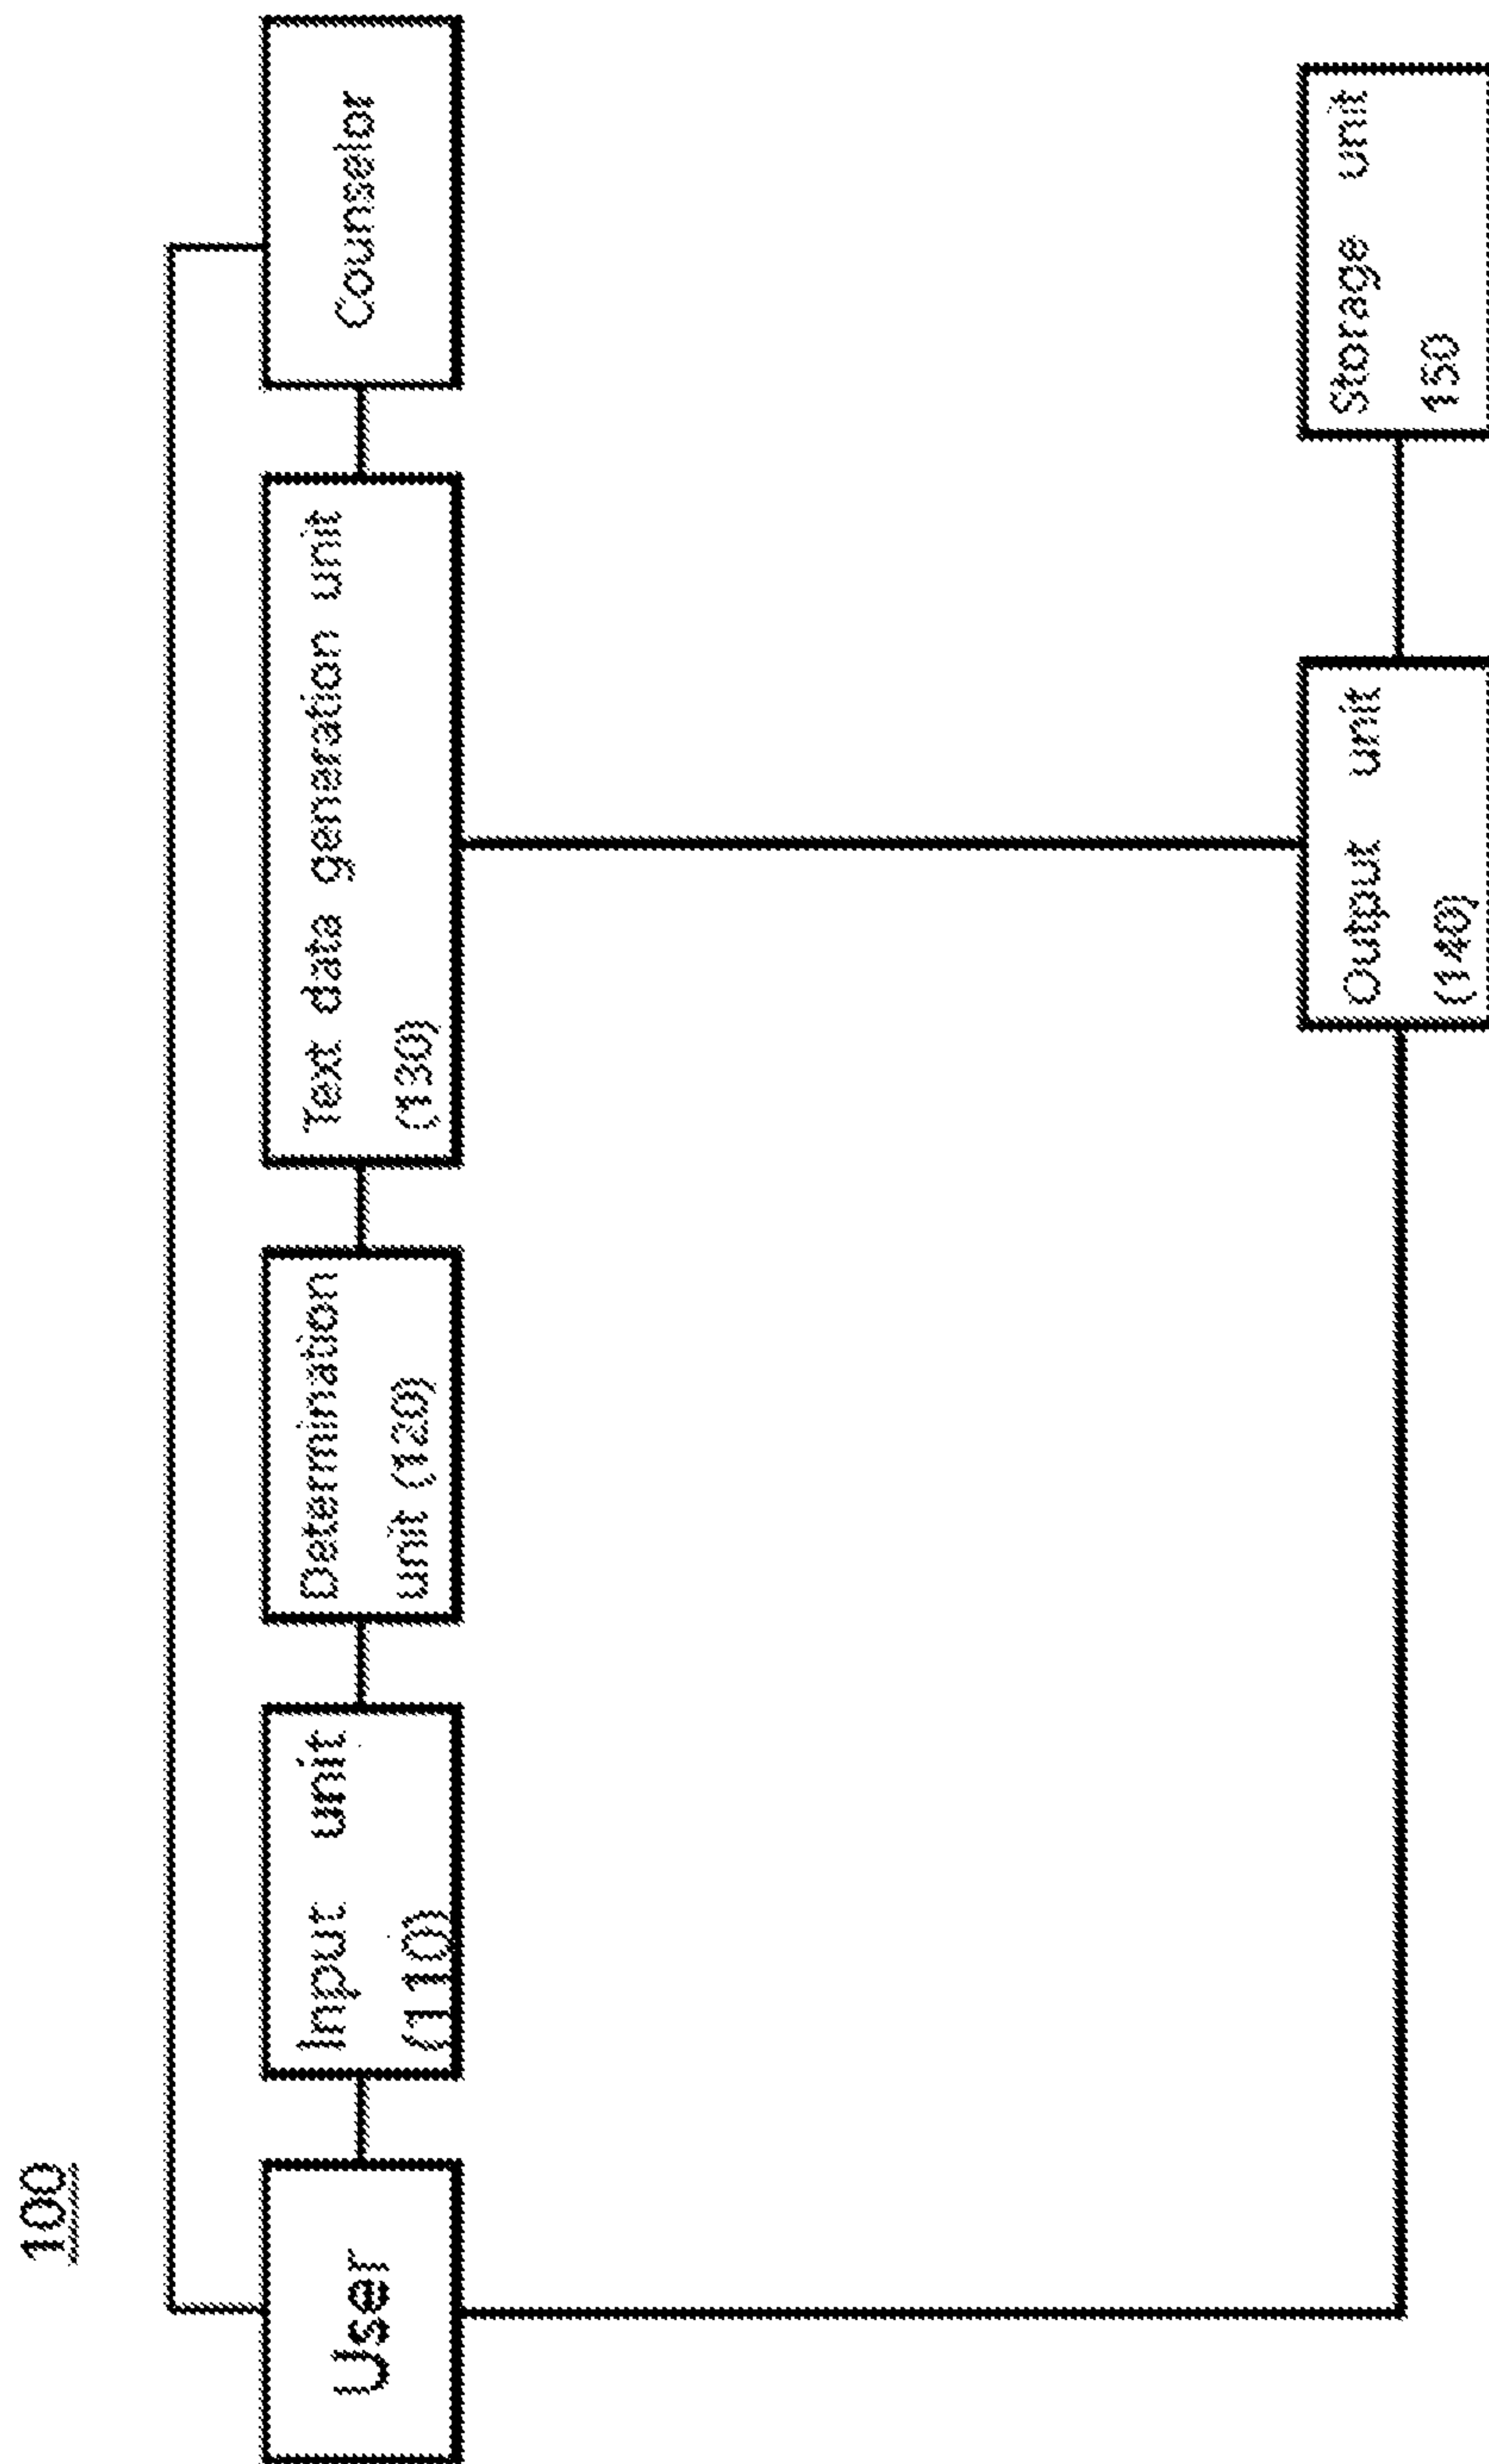 100
User
Input unit
(110)
Determination
unit (120)
Text data generation unit
(130)
Counselor
Output unit
(140)
Storage unit
150